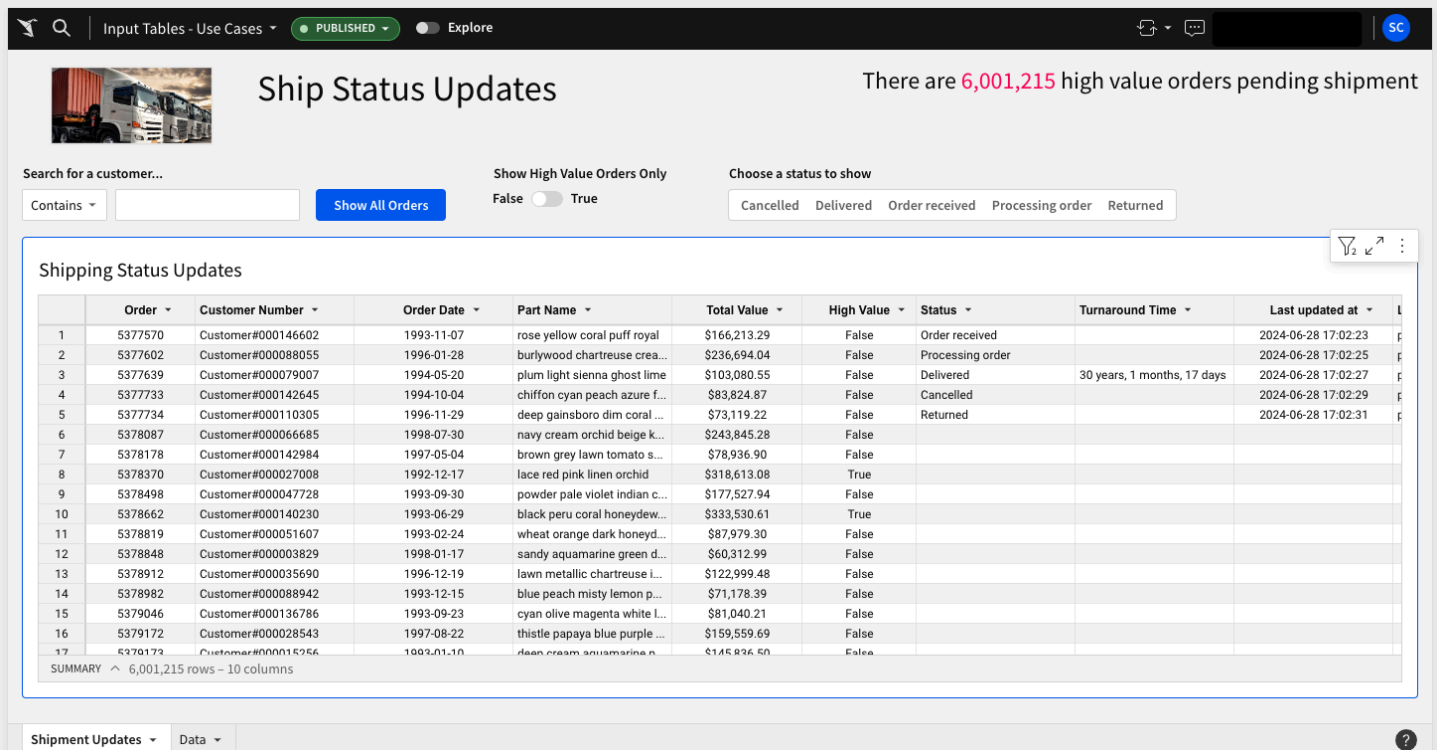 Input Tables - Use Cases PUBLISHED Explore SC
Ship Status Updates
There are 6,001,215 high value orders pending shipment
Search for a customer...
Contains
Show All Orders
Show High Value Orders Only
False True
Choose a status to show
Cancelled Delivered Order received Processing order Returned
2
Shipping Status Updates
Order Customer Number Order Date Part Name Total Value High Value Status Turnaround Time Last updated at
1 5377570 Customer#000146602 1993-11-07 rose yellow coral puff royal $166,213.29 False Order received 2024-06-28 17:02:23
2 5377602 Customer#000088055 1996-01-28 burlywood chartreuse crea... $236,694.04 False Processing order 2024-06-28 17:02:25
3 5377639 Customer#000079007 1994-05-20 plum light sienna ghost lime $103,080.55 False Delivered 30 years, 1 months, 17 days 2024-06-28 17:02:27
4 5377733 Customer#000142645 1994-10-04 chiffon cyan peach azure f... $83,824.87 False Cancelled 2024-06-28 17:02:29
5 5377734 Customer#000110305 1996-11-29 deep gainsboro dim coral ... $73,119.22 False Returned 2024-06-28 17:02:31
6 5378087 Customer#000066685 1998-07-30 navy cream orchid beige k... $243,845.28 False
7 5378178 Customer#000142984 1997-05-04 brown grey lawn tomato s... $78,936.90 False
8 5378370 Customer#000027008 1992-12-17 lace red pink linen orchid $318,613.08 True
9 5378498 Customer#000047728 1993-09-30 powder pale violet indian c... $177,527.94 False
10 5378662 Customer#000140230 1993-06-29 black peru coral honeydew... $333,530.61 True
11 5378819 Customer#000051607 1993-02-24 wheat orange dark honeyd... $87,979.30 False
12 5378848 Customer#000003829 1998-01-17 sandy aquamarine green d... $60,312.99 False
13 5378912 Customer#000035690 1996-12-19 lawn metallic chartreuse i... $122,999.48 False
14 5378982 Customer#000088942 1993-12-15 blue peach misty lemon p... $71,178.39 False
15 5379046 Customer#000136786 1993-09-23 cyan olive magenta white l... $81,040.21 False
16 5379172 Customer#000028543 1997-08-22 thistle papaya blue purple ... $159,559.69 False
17 5379173 Customer#000015256 1993-01-10 deep cream aquamarine $145,836.50 False
SUMMARY 6,001,215 rows – 10 columns
Shipment Updates Data ?